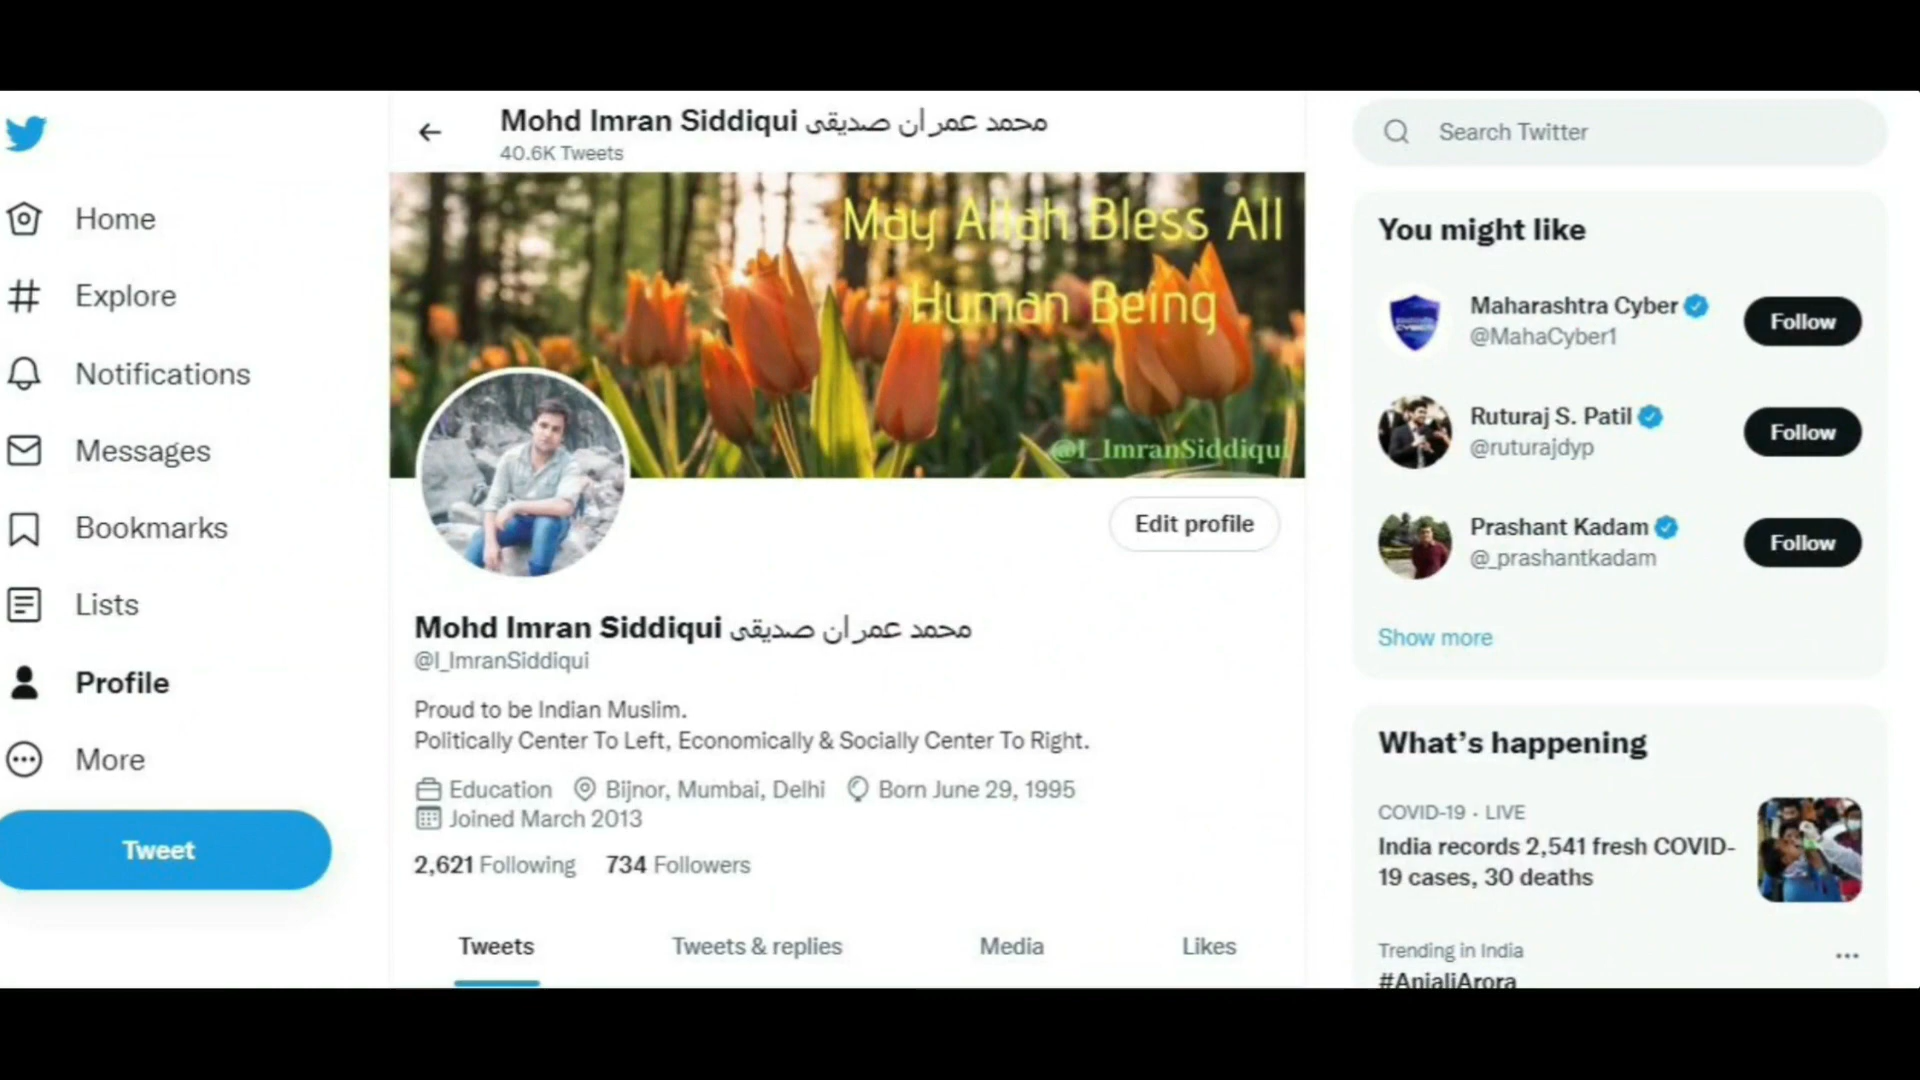 Mohd Imran Siddiqui محمد عمران صدیقی
40.6K Tweets
Home
Explore
Notifications
Messages
Bookmarks
Lists
Profile
More
Tweet
May Allah Bless All
Human Being
@I_ImranSiddiqui
Edit profile
Mohd Imran Siddiqui محمد عمران صدیقی
@I_ImranSiddiqui
Proud to be Indian Muslim.
Politically Center To Left, Economically & Socially Center To Right.
Education Bijnor, Mumbai, Delhi Born June 29, 1995
Joined March 2013
2,621 Following 734 Followers
Tweets Tweets & replies Media Likes
Search Twitter
You might like
Maharashtra Cyber
@MahaCyber1
Follow
Ruturaj S. Patil
@ruturajdyp
Follow
Prashant Kadam
@_prashantkadam
Follow
Show more
What's happening
COVID-19 · LIVE
India records 2,541 fresh COVID-
19 cases, 30 deaths
Trending in India
#AnjaliArora